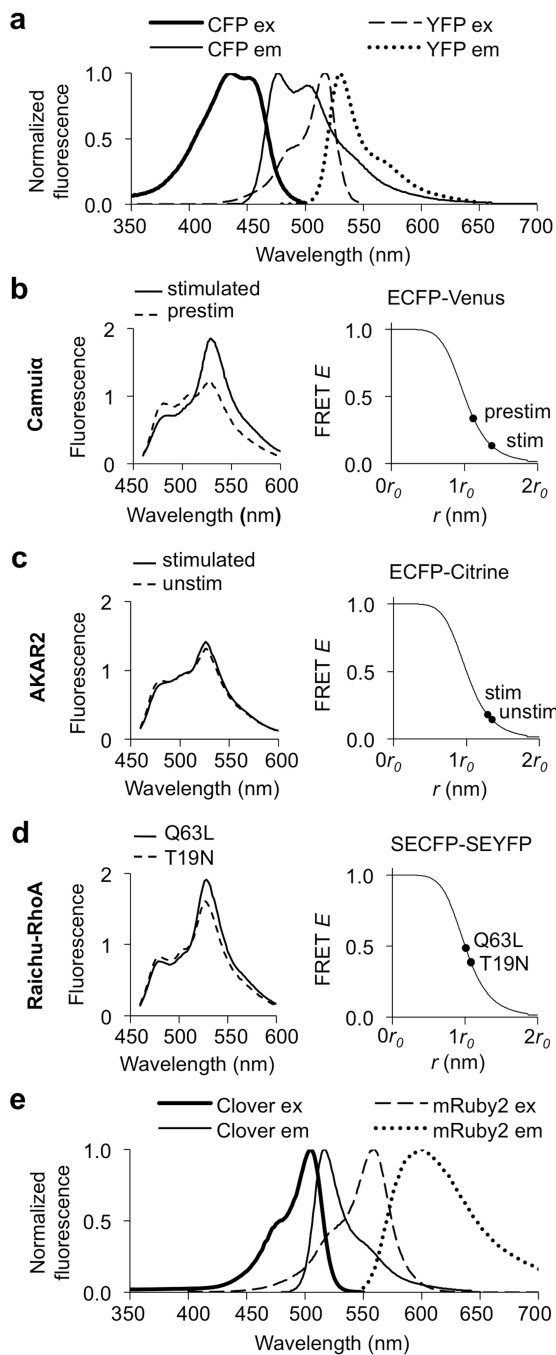 a
CFP ex
YFP ex
CFP em
YFP em
Normalized
fluorescence
1.0
0.5
0.0
350 400 450 500 550 600 650 700
Wavelength (nm)
b
stimulated
prestim
Camuiα
Fluorescence
2
1
0
450 500 550 600
Wavelength (nm)
ECFP-Venus
FRET E
1.0
0.5
0.0
prestim
stim
0r0 1r0 2r0
r (nm)
c
stimulated
unstim
AKAR2
Fluorescence
2
1
0
450 500 550 600
Wavelength (nm)
ECFP-Citrine
FRET E
1.0
0.5
0.0
stim
unstim
0r0 1r0 2r0
r (nm)
d
Q63L
T19N
Raichu-RhoA
Fluorescence
2
1
0
450 500 550 600
Wavelength (nm)
SECFP-SEYFP
FRET E
1.0
0.5
0.0
Q63L
T19N
0r0 1r0 2r0
r (nm)
e
Clover ex
mRuby2 ex
Clover em
mRuby2 em
Normalized
fluorescence
1.0
0.5
0.0
350 400 450 500 550 600 650 700
Wavelength (nm)